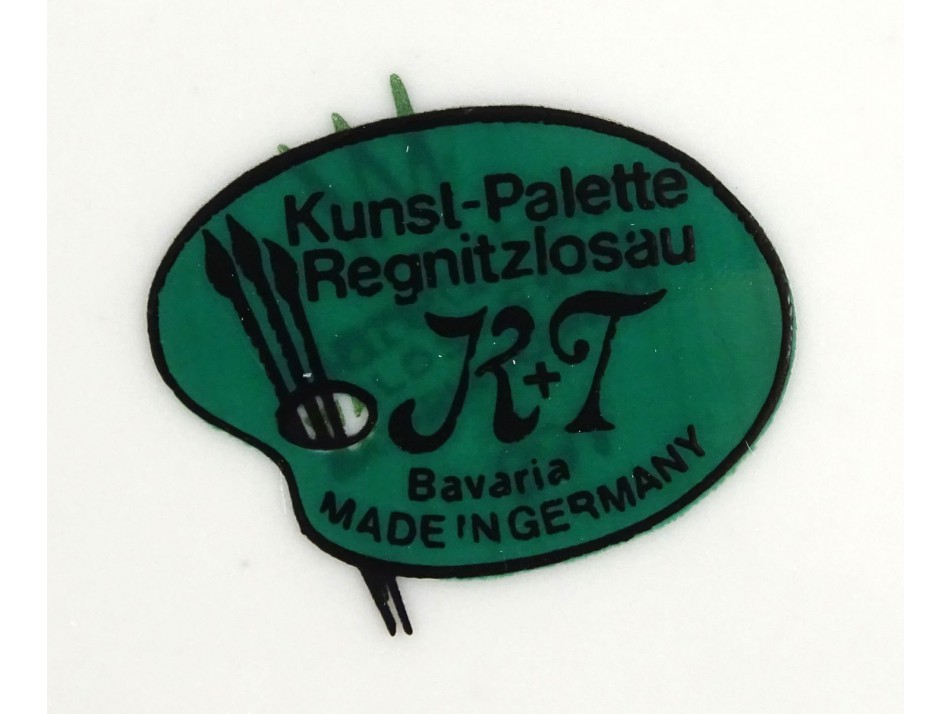 Kunst-Palette
Regnitzlosau
K+T
Bavaria
MADE IN GERMANY